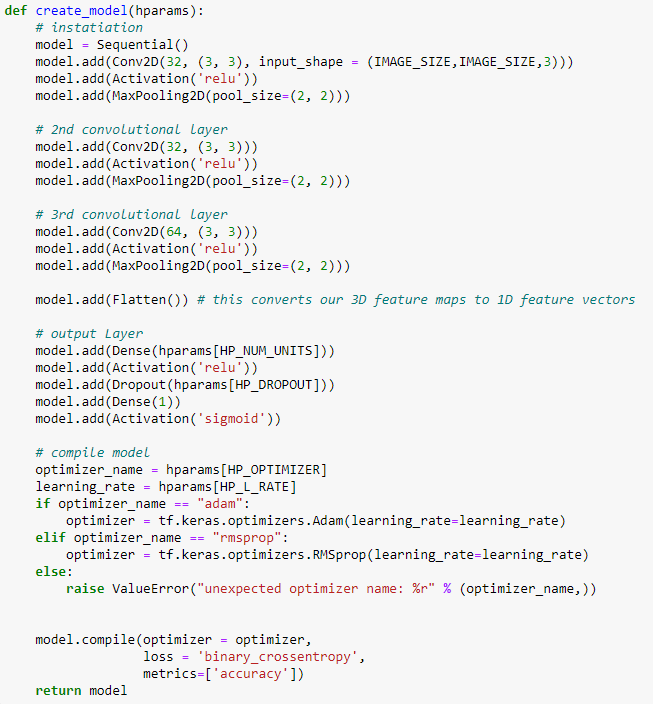 def create_model(hparams):
    # instatiation
    model = Sequential()
    model.add(Conv2D(32, (3, 3), input_shape = (IMAGE_SIZE,IMAGE_SIZE,3)))
    model.add(Activation('relu'))
    model.add(MaxPooling2D(pool_size=(2, 2)))

    # 2nd convolutional layer
    model.add(Conv2D(32, (3, 3)))
    model.add(Activation('relu'))
    model.add(MaxPooling2D(pool_size=(2, 2)))

    # 3rd convolutional layer
    model.add(Conv2D(64, (3, 3)))
    model.add(Activation('relu'))
    model.add(MaxPooling2D(pool_size=(2, 2)))

    model.add(Flatten()) # this converts our 3D feature maps to 1D feature vectors

    # output Layer
    model.add(Dense(hparams[HP_NUM_UNITS]))
    model.add(Activation('relu'))
    model.add(Dropout(hparams[HP_DROPOUT]))
    model.add(Dense(1))
    model.add(Activation('sigmoid'))

    # compile model
    optimizer_name = hparams[HP_OPTIMIZER]
    learning_rate = hparams[HP_L_RATE]
    if optimizer_name == "adam":
        optimizer = tf.keras.optimizers.Adam(learning_rate=learning_rate)
    elif optimizer_name == "rmsprop":
        optimizer = tf.keras.optimizers.RMSprop(learning_rate=learning_rate)
    else:
        raise ValueError("unexpected optimizer name: %r" % (optimizer_name,))


    model.compile(optimizer = optimizer,
                  loss = 'binary_crossentropy',
                  metrics=['accuracy'])
    return model